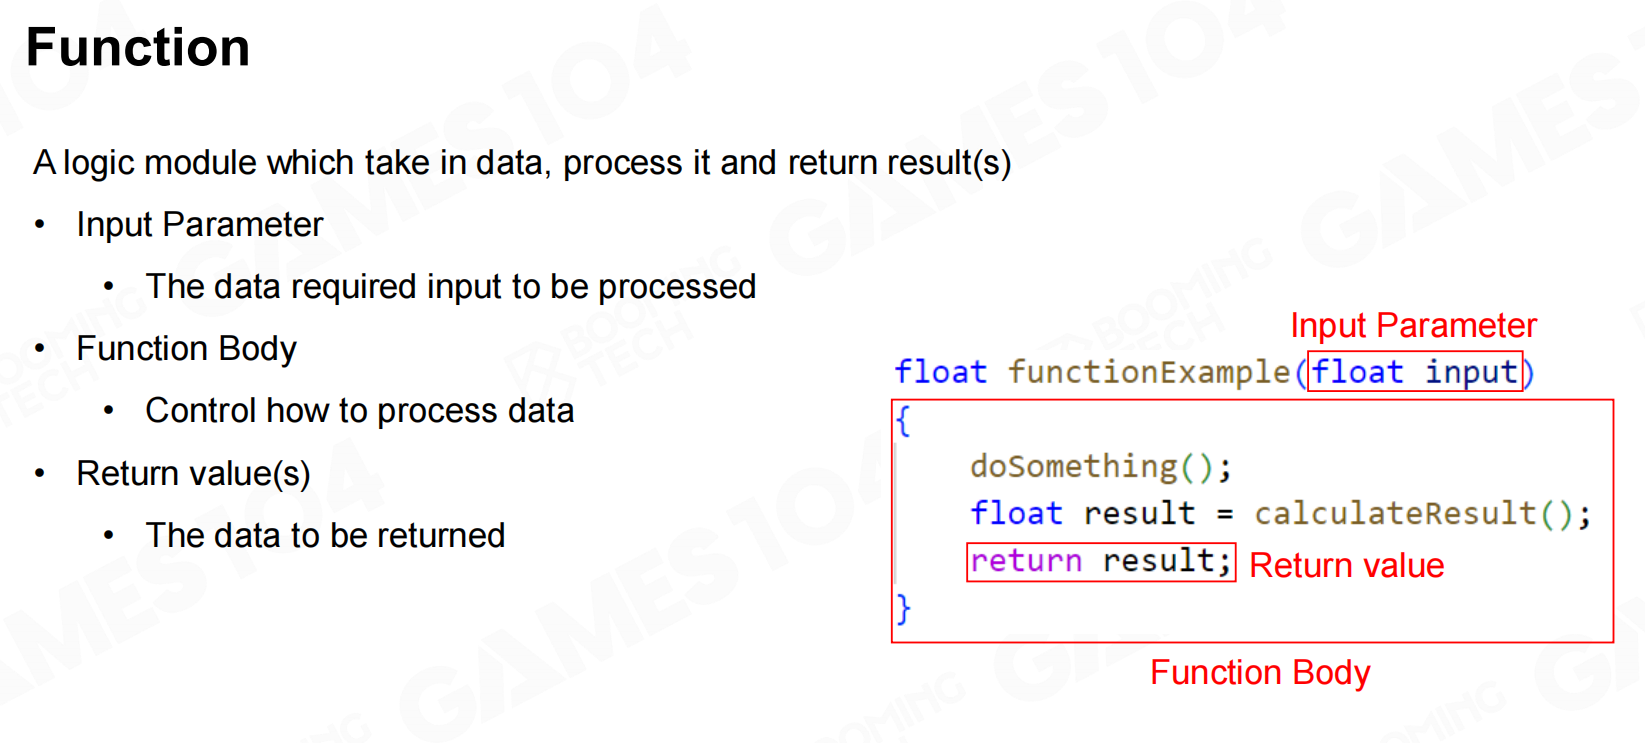 Function
A logic module which take in data, process it and return result(s)
• Input Parameter
• The data required input to be processed
• Function Body
• Control how to process data
• Return value(s)
• The data to be returned
Input Parameter
float functionExample(float input)
{
doSomething();
float result = calculateResult();
return result;
Return value
}
Function Body
GAMES104
BOOMING
TECH